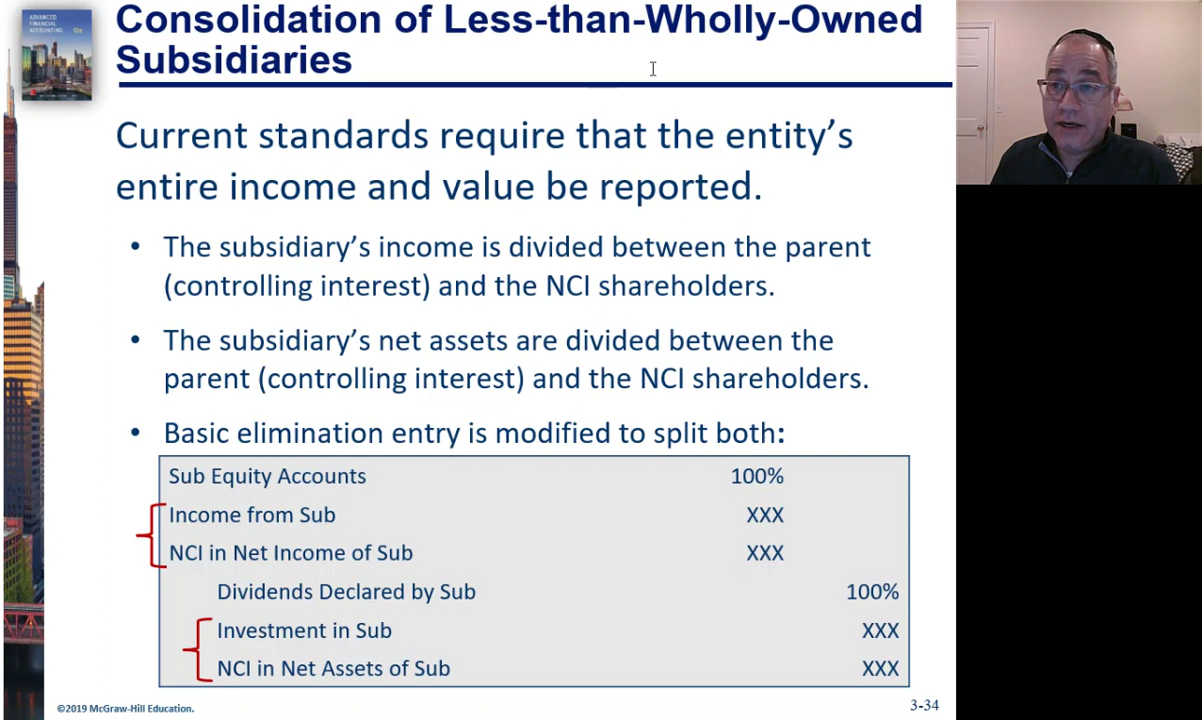 ADVANCED
FINANCIAL
ACCOUNTING 12e
Consolidation of Less-than-Wholly-Owned
Subsidiaries
Current standards require that the entity’s
entire income and value be reported.
• The subsidiary’s income is divided between the parent
(controlling interest) and the NCI shareholders.
• The subsidiary’s net assets are divided between the
parent (controlling interest) and the NCI shareholders.
• Basic elimination entry is modified to split both:
Sub Equity Accounts 100%
Income from Sub XXX
NCI in Net Income of Sub XXX
Dividends Declared by Sub 100%
Investment in Sub XXX
NCI in Net Assets of Sub XXX
©2019 McGraw-Hill Education. 3-34